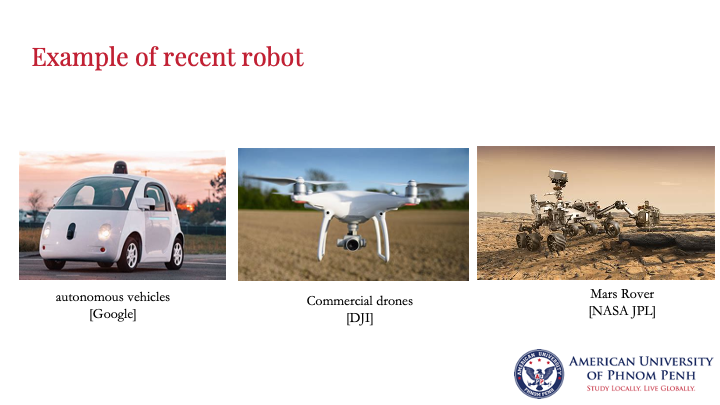 Example of recent robot
autonomous vehicles
[Google]
Commercial drones
[DJI]
Mars Rover
[NASA JPL]
AMERICAN UNIVERSITY
PHNOM PENH
AMERICAN UNIVERSITY
OF PHNOM PENH
STUDY LOCALLY. LIVE GLOBALLY.